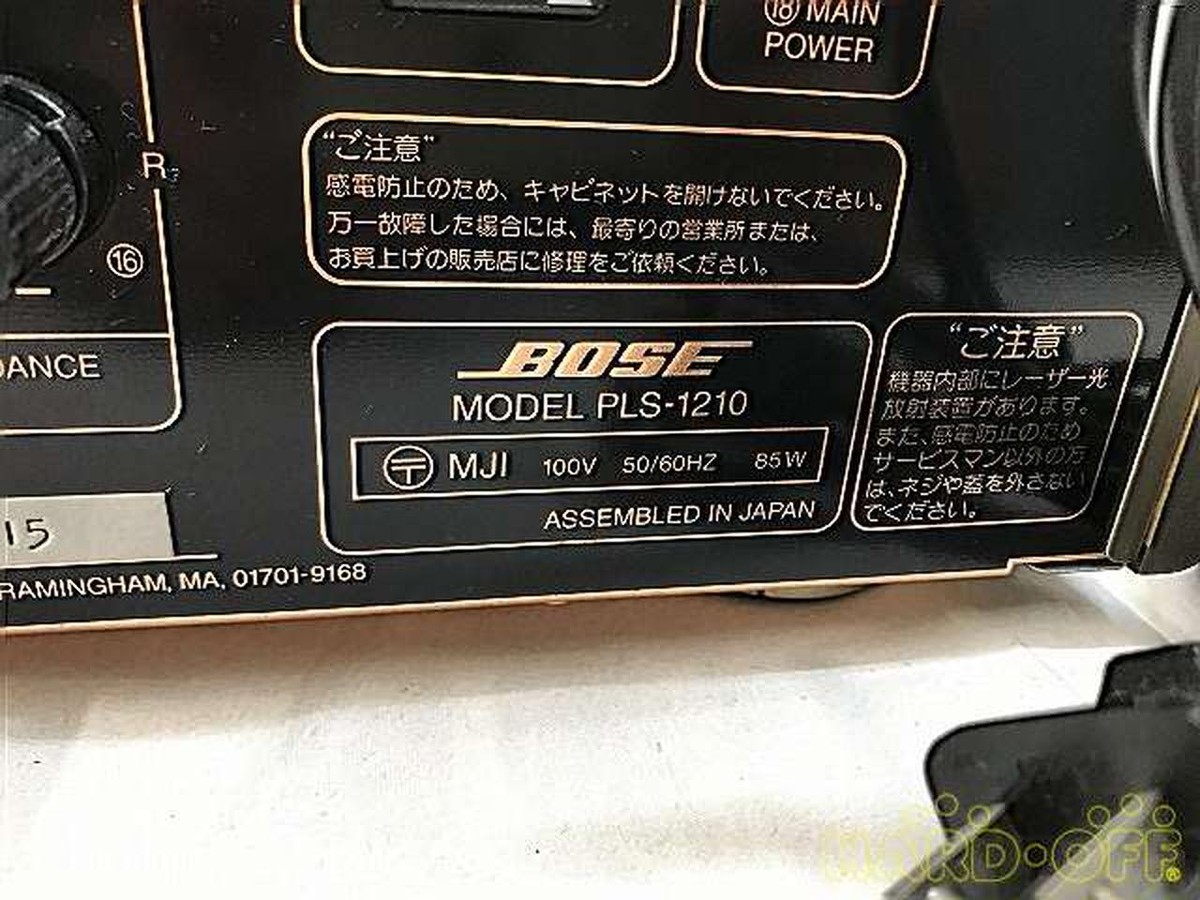 ⑱ MAIN
POWER
R
⑯
DANCE
“ご注意”
感電防止のため、キャビネットを開けないでください。
万一故障した場合には、最寄りの営業所または、
お買上げの販売店に修理をご依頼ください。
BOSE
MODEL PLS-1210
〒 MJI 100V 50/60HZ 85W
ASSEMBLED IN JAPAN
“ご注意”
機器内部にレーザー光
放射装置があります。
また、感電防止のため
サービスマン以外の方
は、ネジや蓋を外さない
でください。
15
RAMINGHAM, MA, 01701-9168
HARD·OFF®